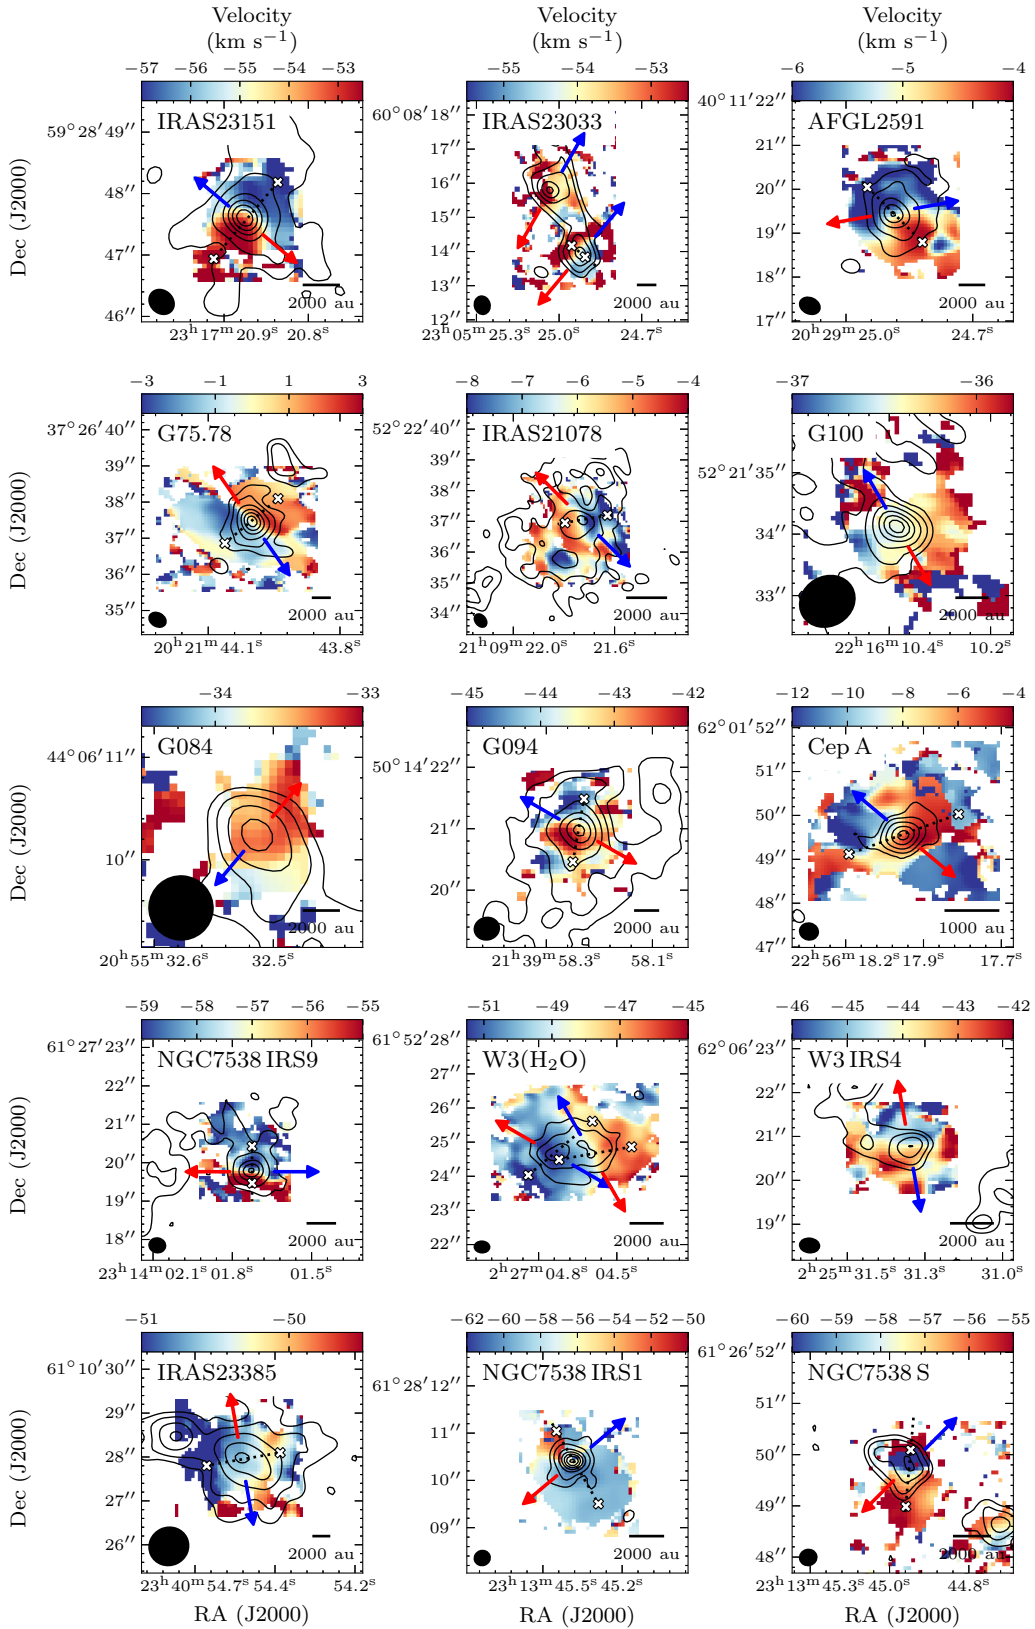 Velocity Velocity Velocity
(km s−1) (km s−1) (km s−1)
−57 −56 −55 −54 −53 −55 −54 −53 −6 −5 −4
IRAS23151 IRAS23033 AFGL2591
Dec (J2000)
59°28′49′′ 48′′ 47′′ 46′′
60°08′18′′ 16′′ 15′′ 14′′ 13′′ 12′′
40°11′22′′ 20′′ 19′′ 18′′ 17′′
2000 au 2000 au 2000 au
23h17m20.9s 20.8s 23h05m25.3s 25.0s 24.7s 20h29m25.0s 24.7s
−3 −1 1 3 −8 −7 −6 −5 −4 −37 −36
G75.78 IRAS21078 G100
Dec (J2000)
37°26′40′′ 39′′ 38′′ 37′′ 36′′ 35′′
52°22′40′′ 39′′ 38′′ 37′′ 36′′ 35′′ 34′′
52°21′35′′ 34′′ 33′′
2000 au 2000 au 2000 au
20h21m44.1s 43.8s 21h09m22.0s 21.6s 22h16m10.4s 10.2s
−34 −33 −45 −44 −43 −42 −12 −10 −8 −6 −4
G084 G094 Cep A
Dec (J2000)
44°06′11′′ 10′′
50°14′22′′ 21′′ 20′′
62°01′52′′ 51′′ 50′′ 49′′ 48′′ 47′′
2000 au 2000 au 1000 au
20h55m32.6s 32.5s 21h39m58.3s 58.1s 22h56m18.2s 17.9s 17.7s
−59 −58 −57 −56 −55 −51 −49 −47 −45 −46 −45 −44 −43 −42
NGC7538 IRS9 W3(H₂O) W3 IRS4
Dec (J2000)
61°27′23′′ 22′′ 21′′ 20′′ 19′′ 18′′
61°52′28′′ 27′′ 26′′ 25′′ 24′′ 23′′ 22′′
62°06′23′′ 22′′ 21′′ 20′′ 19′′
2000 au 2000 au 2000 au
23h14m02.1s 01.8s 01.5s 2h27m04.8s 04.5s 2h25m31.5s 31.3s 31.0s
−51 −50 −62 −60 −58 −56 −54 −52 −50 −60 −59 −58 −57 −56 −55
IRAS23385 NGC7538 IRS1 NGC7538 S
Dec (J2000)
61°10′30′′ 29′′ 28′′ 27′′ 26′′
61°28′12′′ 11′′ 10′′ 09′′
61°26′52′′ 50′′ 49′′ 48′′
2000 au 2000 au 2000 au
23h40m54.7s 54.4s 54.2s 23h13m45.5s 45.2s 23h13m45.3s 45.0s 44.8s
RA (J2000) RA (J2000) RA (J2000)